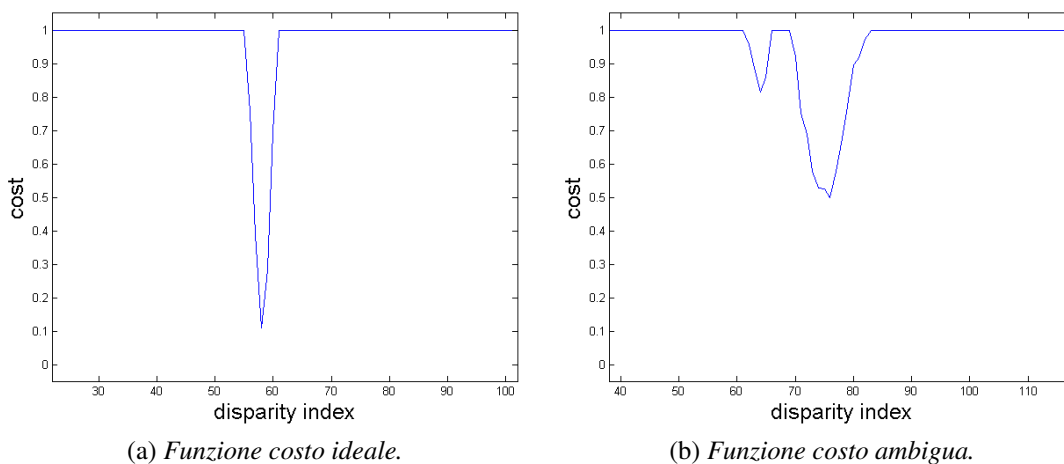 1
0.9
0.8
0.7
0.6
0.5
0.4
0.3
0.2
0.1
0
cost
30 40 50 60 70 80 90 100
disparity index
(a) Funzione costo ideale.
1
0.9
0.8
0.7
0.6
0.5
0.4
0.3
0.2
0.1
0
cost
40 50 60 70 80 90 100 110
disparity index
(b) Funzione costo ambigua.